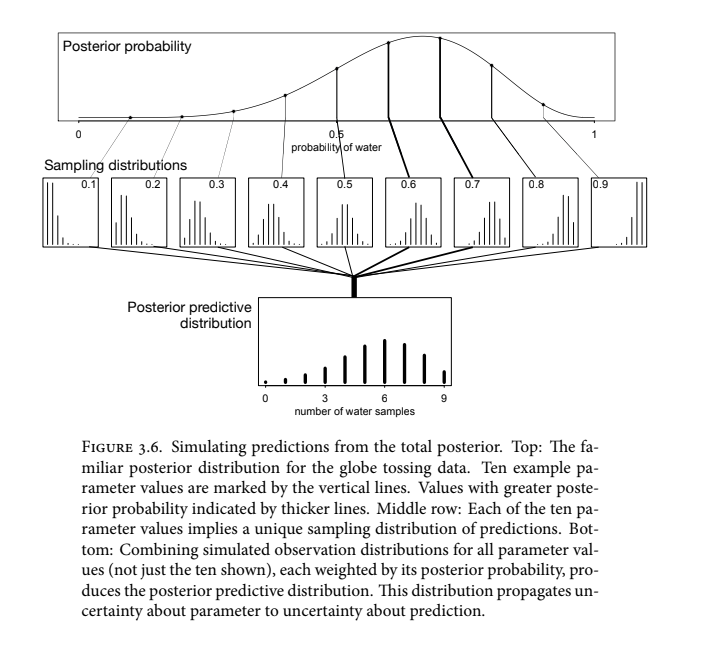 Posterior probability
0
0.5
1
probability of water
Sampling distributions
0.1
0.2
0.3
0.4
0.5
0.6
0.7
0.8
0.9
Posterior predictive
distribution
0
3
6
9
number of water samples
Figure 3.6. Simulating predictions from the total posterior. Top: The fa-
miliar posterior distribution for the globe tossing data. Ten example pa-
rameter values are marked by the vertical lines. Values with greater poste-
rior probability indicated by thicker lines. Middle row: Each of the ten pa-
rameter values implies a unique sampling distribution of predictions. Bot-
tom: Combining simulated observation distributions for all parameter val-
ues (not just the ten shown), each weighted by its posterior probability, pro-
duces the posterior predictive distribution. This distribution propagates un-
certainty about parameter to uncertainty about prediction.